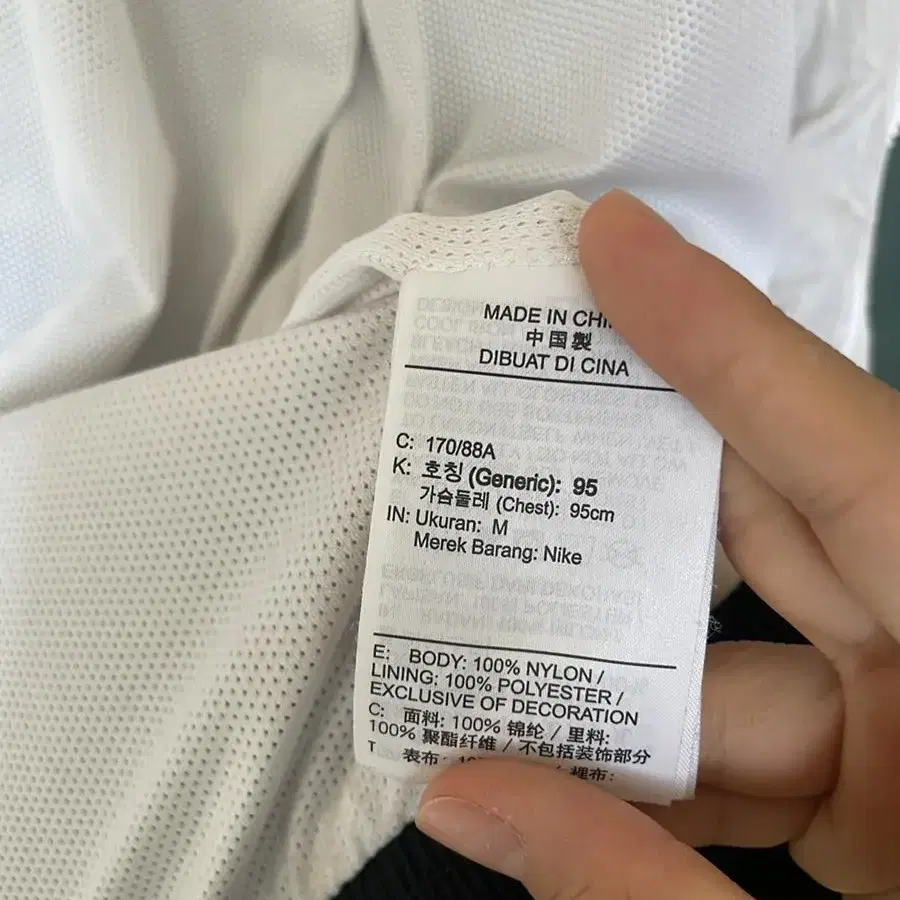 MADE IN CHI
中国製
DIBUAT DI CINA
C: 170/88A
K: 호칭 (Generic): 95
가슴둘레 (Chest): 95cm
IN: Ukuran: M
Merek Barang: Nike
E: BODY: 100% NYLON /
LINING: 100% POLYESTER /
EXCLUSIVE OF DECORATION
C: 面料: 100% 锦纶 / 里料:
100% 聚酯纤维 / 不包括装饰部分
T 表布: 裡布: